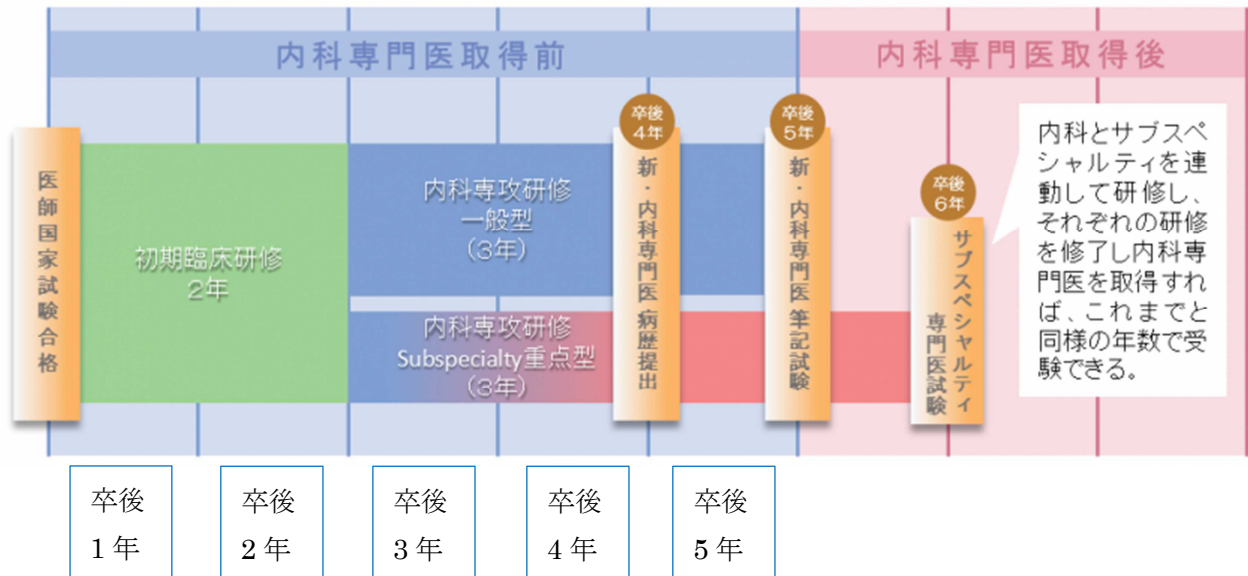 内科専門医取得前
内科専門医取得後
医師国家試験合格
初期臨床研修
2年
内科専攻研修
一般型
(3年)
内科専攻研修
Subspecialty重点型
(3年)
卒後
4年
新・内科専門医 病歴提出
卒後
5年
新・内科専門医 筆記試験
卒後
6年
サブスペシャルティ
専門医試験
内科とサブスペ
シャルティを連
動して研修し、
それぞれの研修
を修了し内科専
門医を取得すれ
ば、これまでと
同様の年数で受
験できる。
卒後
1年
卒後
2年
卒後
3年
卒後
4年
卒後
5年